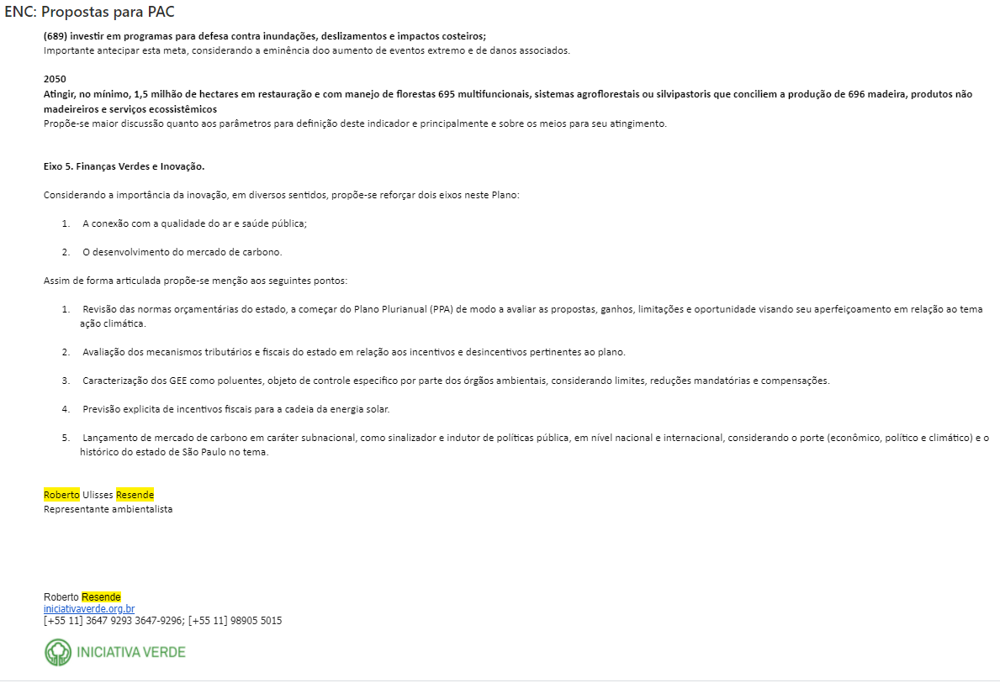 ENC: Propostas para PAC
(689) investir em programas para defesa contra inundações, deslizamentos e impactos costeiros;
Importante antecipar esta meta, considerando a eminência doo aumento de eventos extremo e de danos associados.
2050
Atingir, no mínimo, 1,5 milhão de hectares em restauração e com manejo de florestas 695 multifuncionais, sistemas agroflorestais ou silvipastoris que conciliem a produção de 696 madeira, produtos não
madeireiros e serviços ecossistêmicos
Propõe-se maior discussão quanto aos parâmetros para definição deste indicador e principalmente e sobre os meios para seu atingimento.
Eixo 5. Finanças Verdes e Inovação.
Considerando a importância da inovação, em diversos sentidos, propõe-se reforçar dois eixos neste Plano:
1. A conexão com a qualidade do ar e saúde pública;
2. O desenvolvimento do mercado de carbono.
Assim de forma articulada propõe-se menção aos seguintes pontos:
1. Revisão das normas orçamentárias do estado, a começar do Plano Plurianual (PPA) de modo a avaliar as propostas, ganhos, limitações e oportunidade visando seu aperfeiçoamento em relação ao tema
ação climática.
2. Avaliação dos mecanismos tributários e fiscais do estado em relação aos incentivos e desincentivos pertinentes ao plano.
3. Caracterização dos GEE como poluentes, objeto de controle especifico por parte dos órgãos ambientais, considerando limites, reduções mandatórias e compensações.
4. Previsão explicita de incentivos fiscais para a cadeia da energia solar.
5. Lançamento de mercado de carbono em caráter subnacional, como sinalizador e indutor de políticas pública, em nível nacional e internacional, considerando o porte (econômico, político e climático) e o
histórico do estado de São Paulo no tema.
Roberto Ulisses Resende
Representante ambientalista
Roberto Resende
iniciativaverde.org.br
[+55 11] 3647 9293 3647-9296; [+55 11] 98905 5015
INICIATIVA VERDE